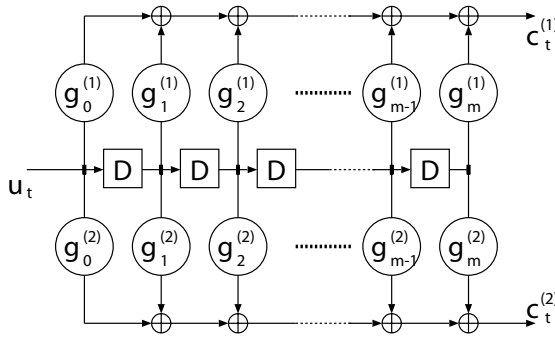 c_t^{(1)}
g_0^{(1)} g_1^{(1)} g_2^{(1)} g_{m-1}^{(1)} g_m^{(1)}
u_t D D D D
g_0^{(2)} g_1^{(2)} g_2^{(2)} g_{m-1}^{(2)} g_m^{(2)}
c_t^{(2)}